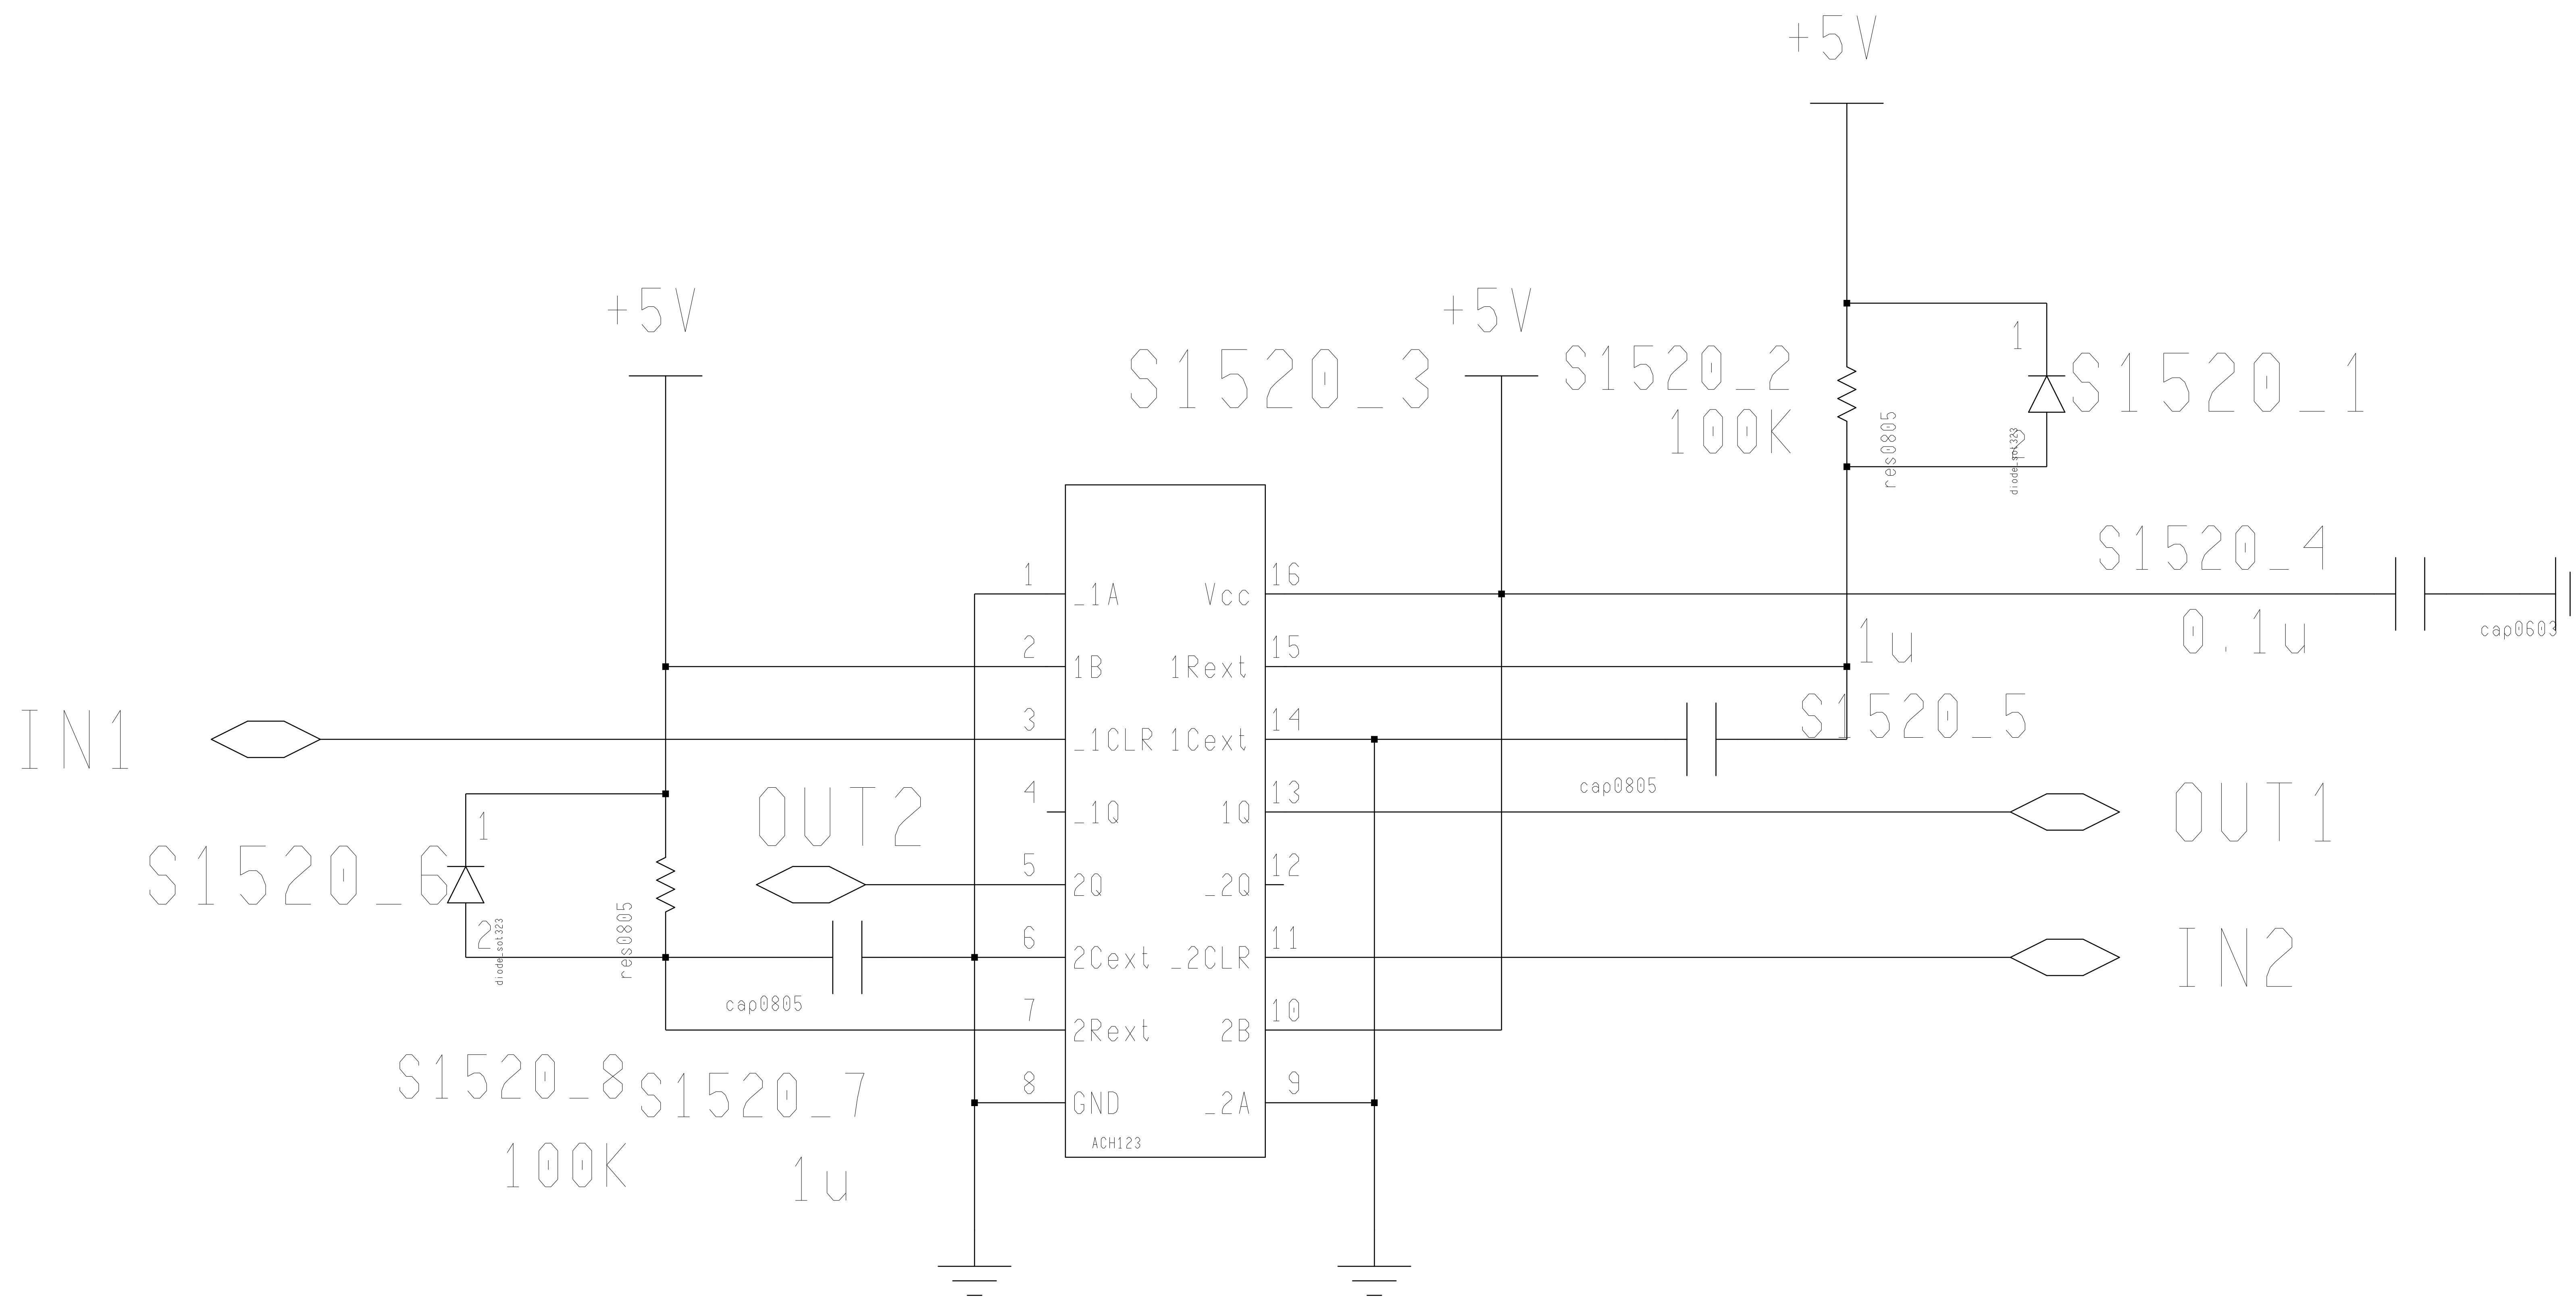 +5V
+5V
+5V
S1520_3
S1520_2
100K
res0805
1
2
diode_sot323
S1520_1
S1520_4
0.1u
cap0603
1
_1A
Vcc
16
2
1B
1Rext
15
1u
IN1
3
_1CLR
1Cext
14
S1520_5
cap0805
4
_1Q
1Q
13
OUT1
OUT2
1
S1520_6
2
diode_sot323
res0805
5
2Q
_2Q
12
6
2Cext
_2CLR
11
IN2
cap0805
7
2Rext
2B
10
S1520_8
100K
S1520_7
1u
8
GND
_2A
9
ACH123